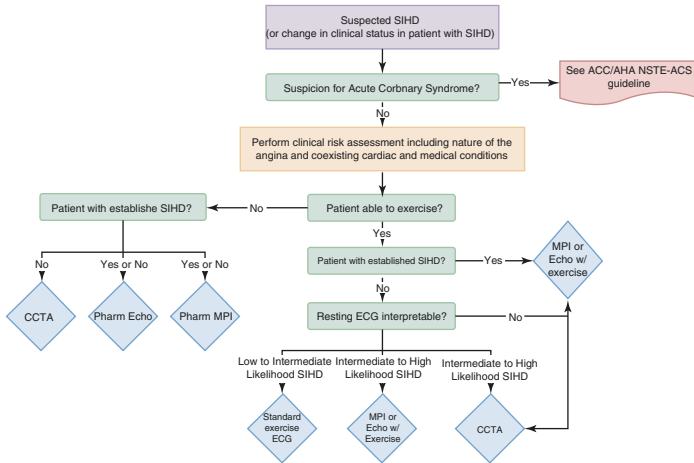 Suspected SIHD
(or change in clinical status in patient with SIHD)
Suspicion for Acute Corbnary Syndrome?
Yes
See ACC/AHA NSTE-ACS
guideline
No
Perform clinical risk assessment including nature of the
angina and coexisting cardiac and medical conditions
Patient with establishe SIHD?
No
Patient able to exercise?
Yes
Patient with established SIHD?
Yes
MPI or
Echo w/
exercise
No
Yes or No
Yes or No
No
CCTA
Pharm Echo
Pharm MPI
Resting ECG interpretable?
No
Low to Intermediate
Likelihood SIHD
Intermediate to High
Likelihood SIHD
Intermediate to High
Likelihood SIHD
Standard
exercise
ECG
MPI or
Echo w/
Exercise
CCTA